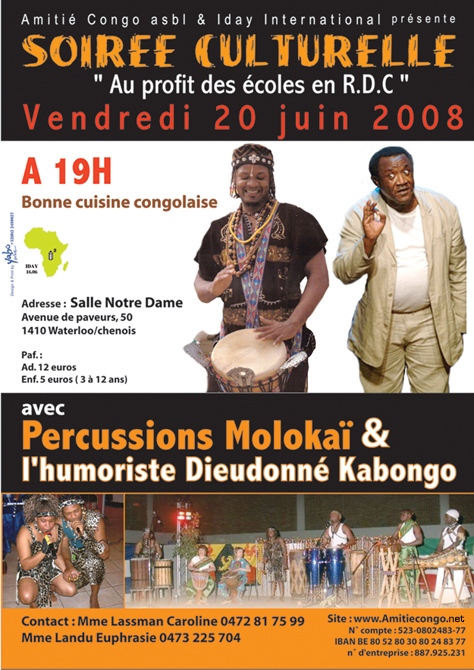 Amitié Congo asbl & Iday International présente
SOIREE CULTURELLE
" Au profit des écoles en R.D.C "
Vendredi 20 juin 2008
A 19H
Bonne cuisine congolaise
IDAY
16.06
Adresse : Salle Notre Dame
Avenue de paveurs, 50
1410 Waterloo/chenois
Paf. :
Ad. 12 euros
Enf. 5 euros ( 3 à 12 ans)
avec
Percussions Molokaï &
l'humoriste Dieudonné Kabongo
Contact : Mme Lassman Caroline 0472 81 75 99
Mme Landu Euphrasie 0473 225 704
Site : www.Amitiecongo.net
N° compte : 523-0802483-77
IBAN BE 80 52 80 30 80 24 83 77
n° d'entreprise : 887.925.231